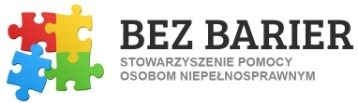 BEZ BARIER
STOWARZYSZENIE POMOCY
OSOBOM NIEPEŁNOSPRAWNYM